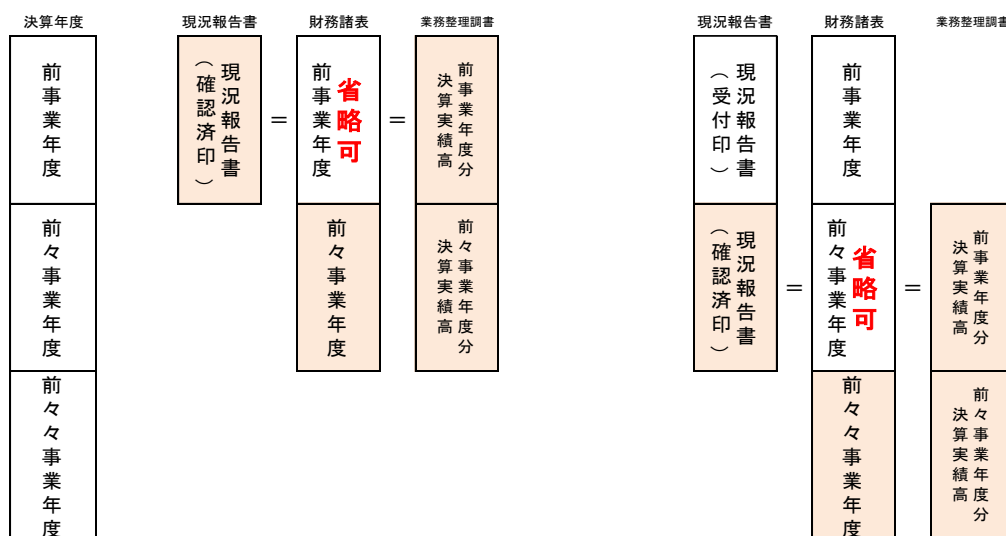 決算年度
現況報告書
財務諸表
業務整理調書
現況報告書
財務諸表
業務整理調書
前事業年度
現況報告書
（確認済印）
＝
前事業年度
省略可
＝
前事業年度分
決算実績高
現況報告書
（受付印）
前事業年度
前々事業年度
前々事業年度
前々事業年度分
決算実績高
現況報告書
（確認済印）
＝
前々事業年度
省略可
＝
前事業年度分
決算実績高
前々々事業年度
前々々事業年度
前々事業年度分
決算実績高